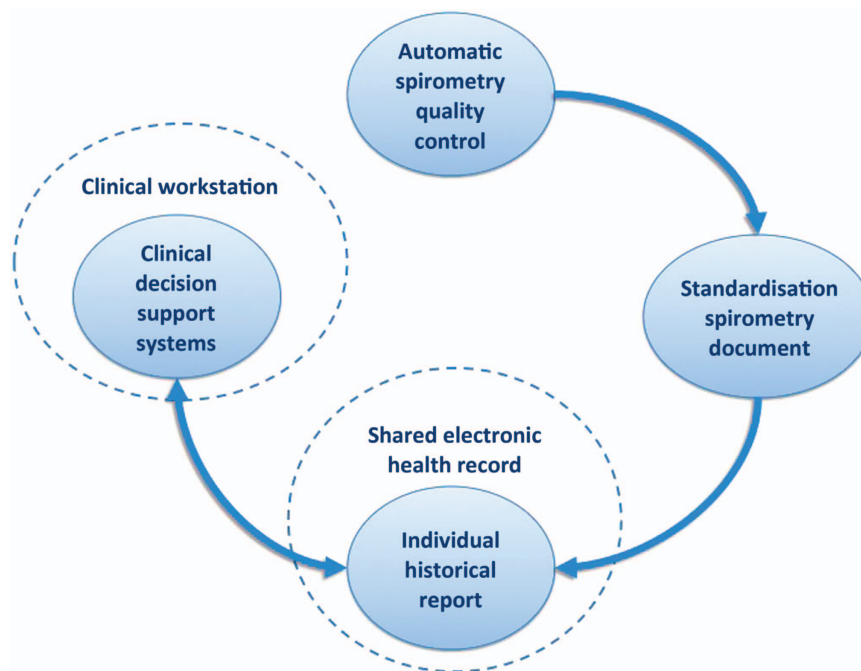 Automatic
spirometry
quality
control
Clinical workstation
Clinical
decision
support
systems
Standardisation
spirometry
document
Shared electronic
health record
Individual
historical
report